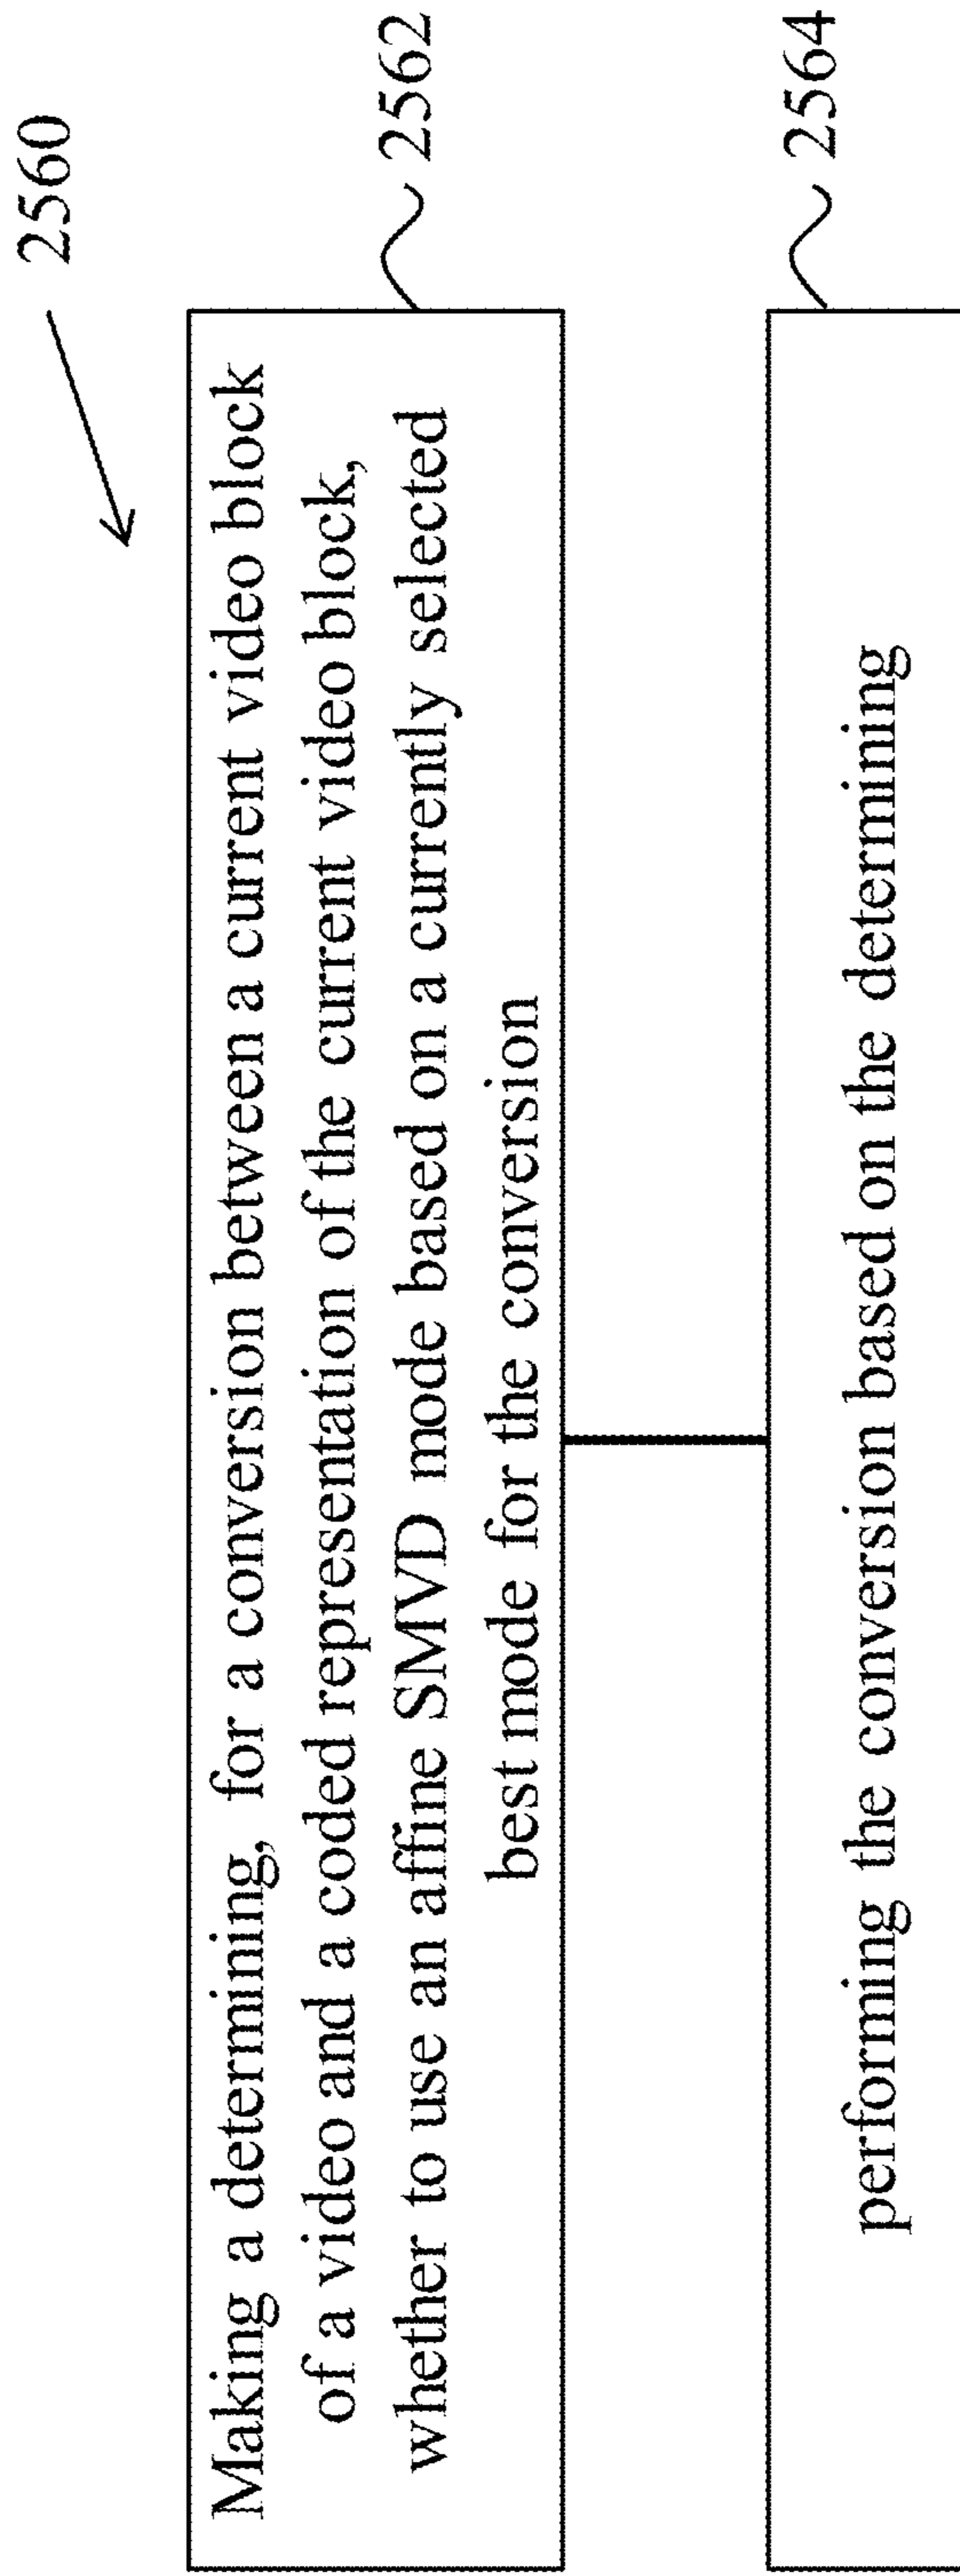 2560
Making a determining, for a conversion between a current video block
of a video and a coded representation of the current video block,
whether to use an affine SMVD mode based on a currently selected
best mode for the conversion
2562
performing the conversion based on the determining
2564